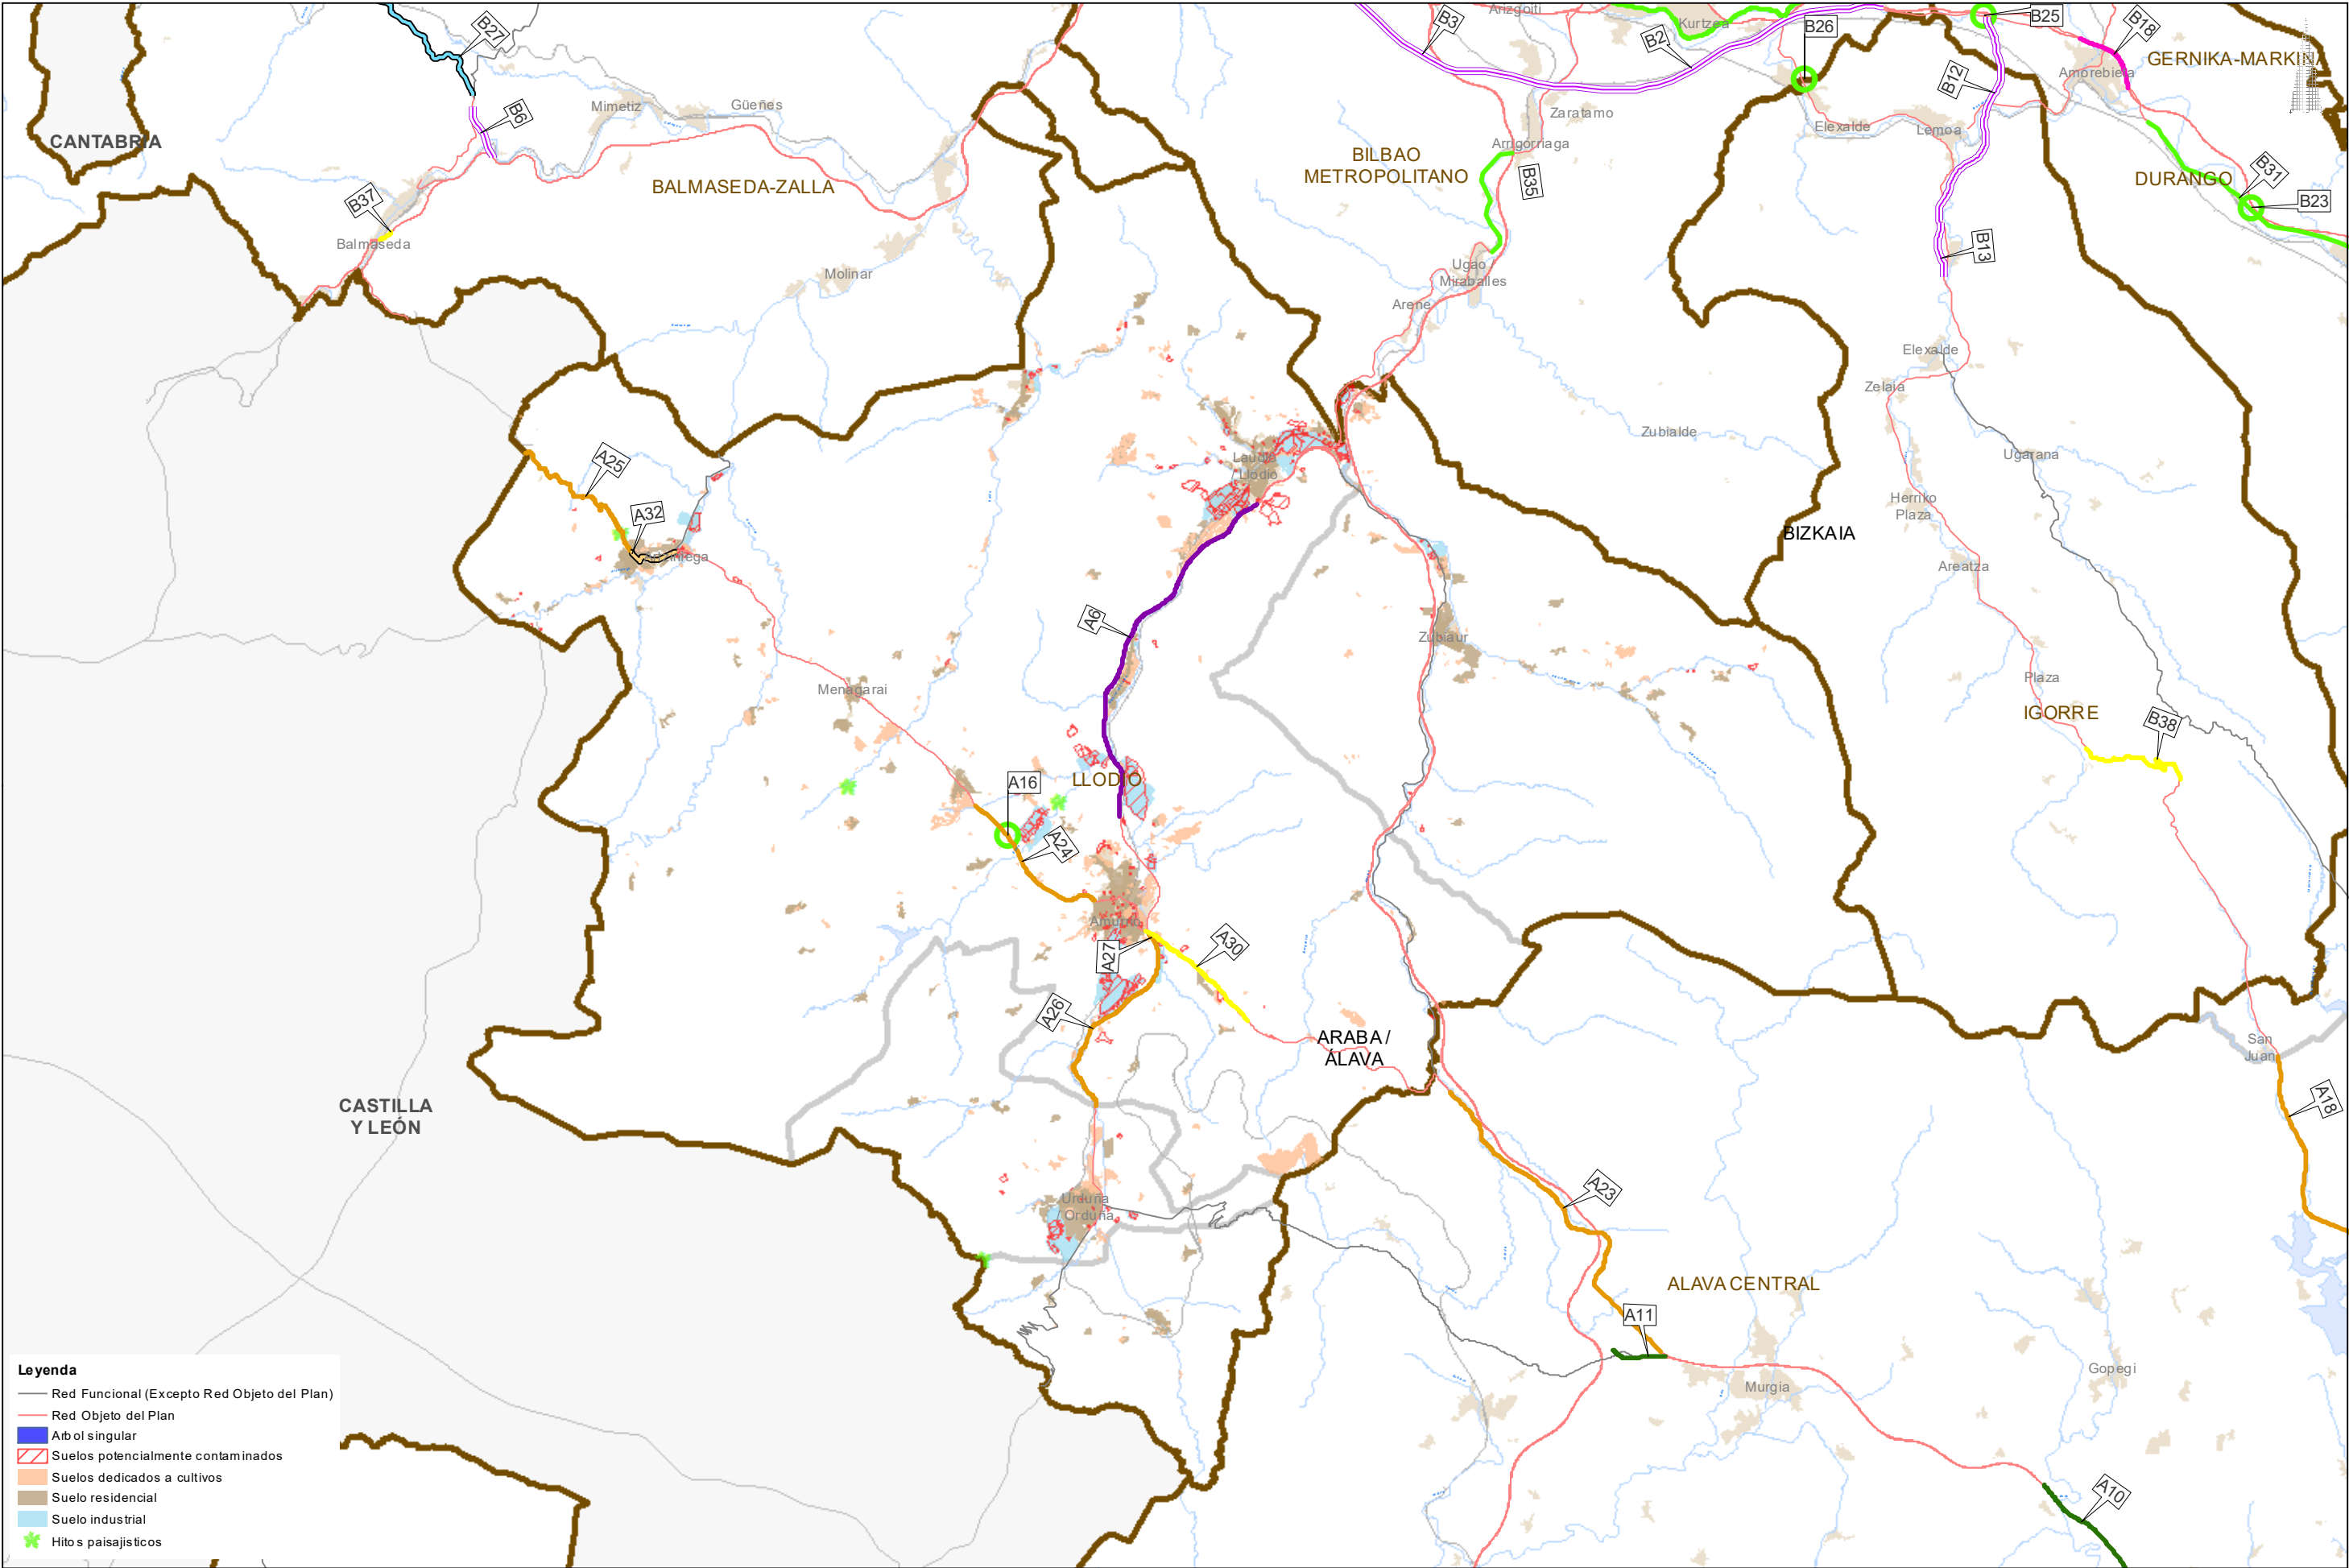 Arizgoiti
Kurtzea
B3
B2
B26
B25
B18
GERNIKA-MARKINA
B27
B6
Mimetiz
Güeñes
CANTABRIA
Zaratamo
B12
Amorebieta
Elexalde
Lemoa
Arrigorriaga
BILBAO
METROPOLITANO
B35
BALMASEDA-ZALLA
B37
Balmaseda
DURANGO
B31
B23
B13
Molinar
Ugao
Miraballes
Arene
Elexalde
Zelaia
Zubialde
Ugarana
Laudio
Llodio
Herriko
Plaza
BIZKAIA
Areatza
A25
A32
A6
Zubiaur
Menagarai
Plaza
IGORRE
B38
LLODIO
A16
A24
A27
A30
A26
ARABA /
ÁLAVA
San
Juan
A18
CASTILLA
Y LEÓN
Urduña
Orduña
A23
ALAVA CENTRAL
A11
Murgia
Gopegi
A10
Leyenda
Red Funcional (Excepto Red Objeto del Plan)
Red Objeto del Plan
Arbol singular
Suelos potencialmente contaminados
Suelos dedicados a cultivos
Suelo residencial
Suelo industrial
Hitos paisajisticos